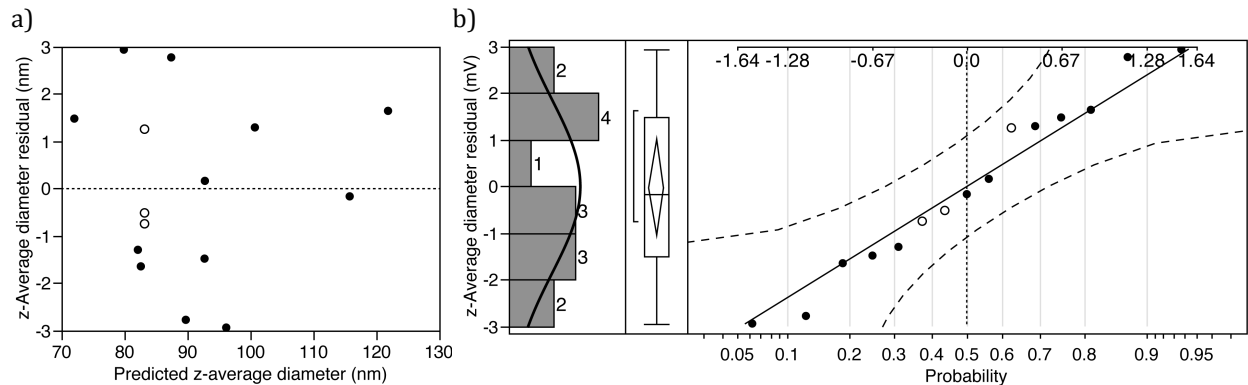 a)
3
2
1
0
-1
-2
-3
z-Average diameter residual (nm)
70 80 90 100 110 120 130
Predicted z-average diameter (nm)
b)
3
2
1
0
-1
-2
-3
z-Average diameter residual (mV)
2
4
1
3
3
2
-1.64 -1.28 -0.67 0.0 0.67 1.28 1.64
0.05 0.1 0.2 0.3 0.4 0.5 0.6 0.7 0.8 0.9 0.95
Probability